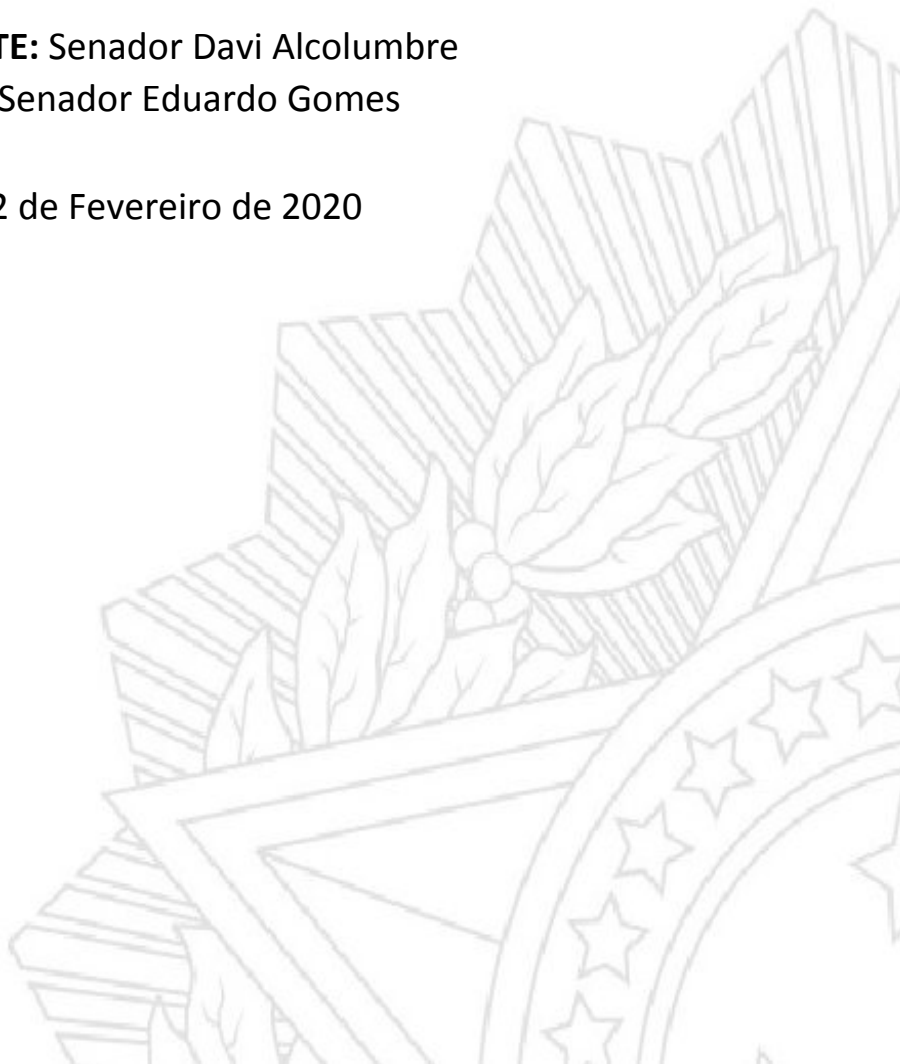 TE: Senador Davi Alcolumbre
Senador Eduardo Gomes
2 de Fevereiro de 2020